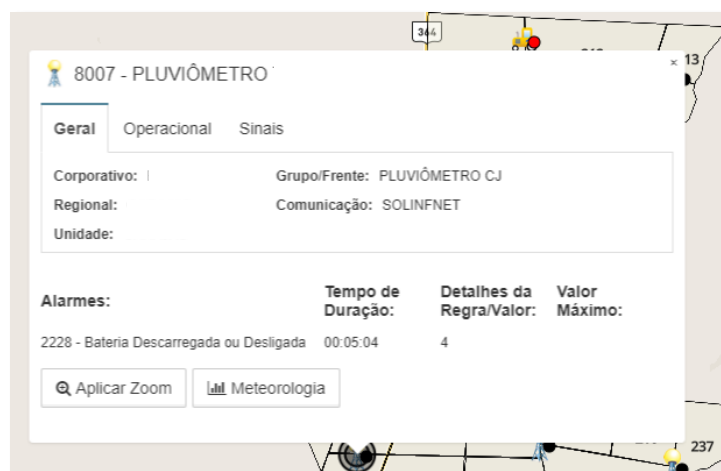 364
13
8007 - PLUVIÔMETRO
×
Geral Operacional Sinais
Corporativo: Grupo/Frente: PLUVIÔMETRO CJ
Regional: Comunicação: SOLINFNET
Unidade:
Alarmes: Tempo de Duração: Detalhes da Regra/Valor: Valor Máximo:
2228 - Bateria Descarregada ou Desligada 00:05:04 4
Aplicar Zoom Meteorologia
237